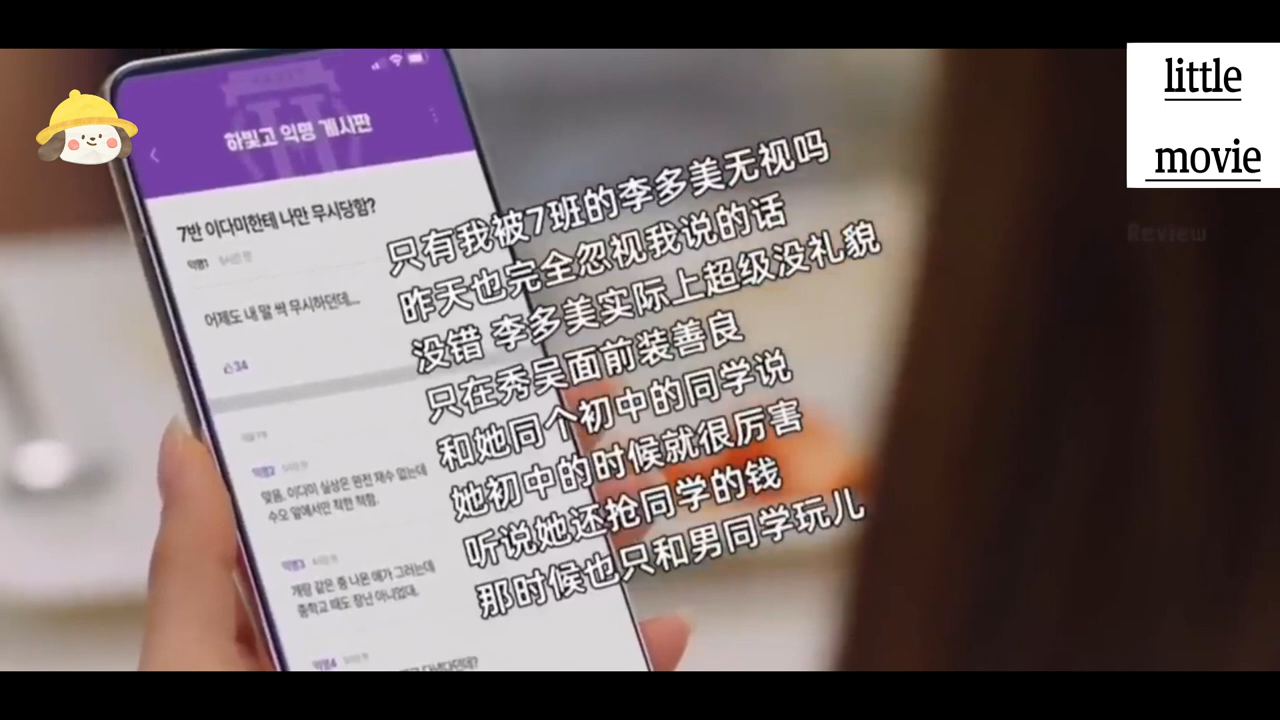 little
movie
Review
하빛고 익명 게시판
7반 이다미한테 나만 무시당함?
익명1
어제도 내 말 싹 무시하던데...
34
익명2
맞음. 이다미 실상은 완전 재수 없는데
수오 앞에서만 착한 척함.
익명3
걔랑 같은 중 나온 애가 그러는데
중학교 때도 장난 아니었대.
익명4
只有我被7班的李多美无视吗
昨天也完全忽视我说的话
没错 李多美实际上超级没礼貌
只在秀吴面前装善良
和她同个初中的同学说
她初中的时候就很厉害
听说她还抢同学的钱
那时候也只和男同学玩儿